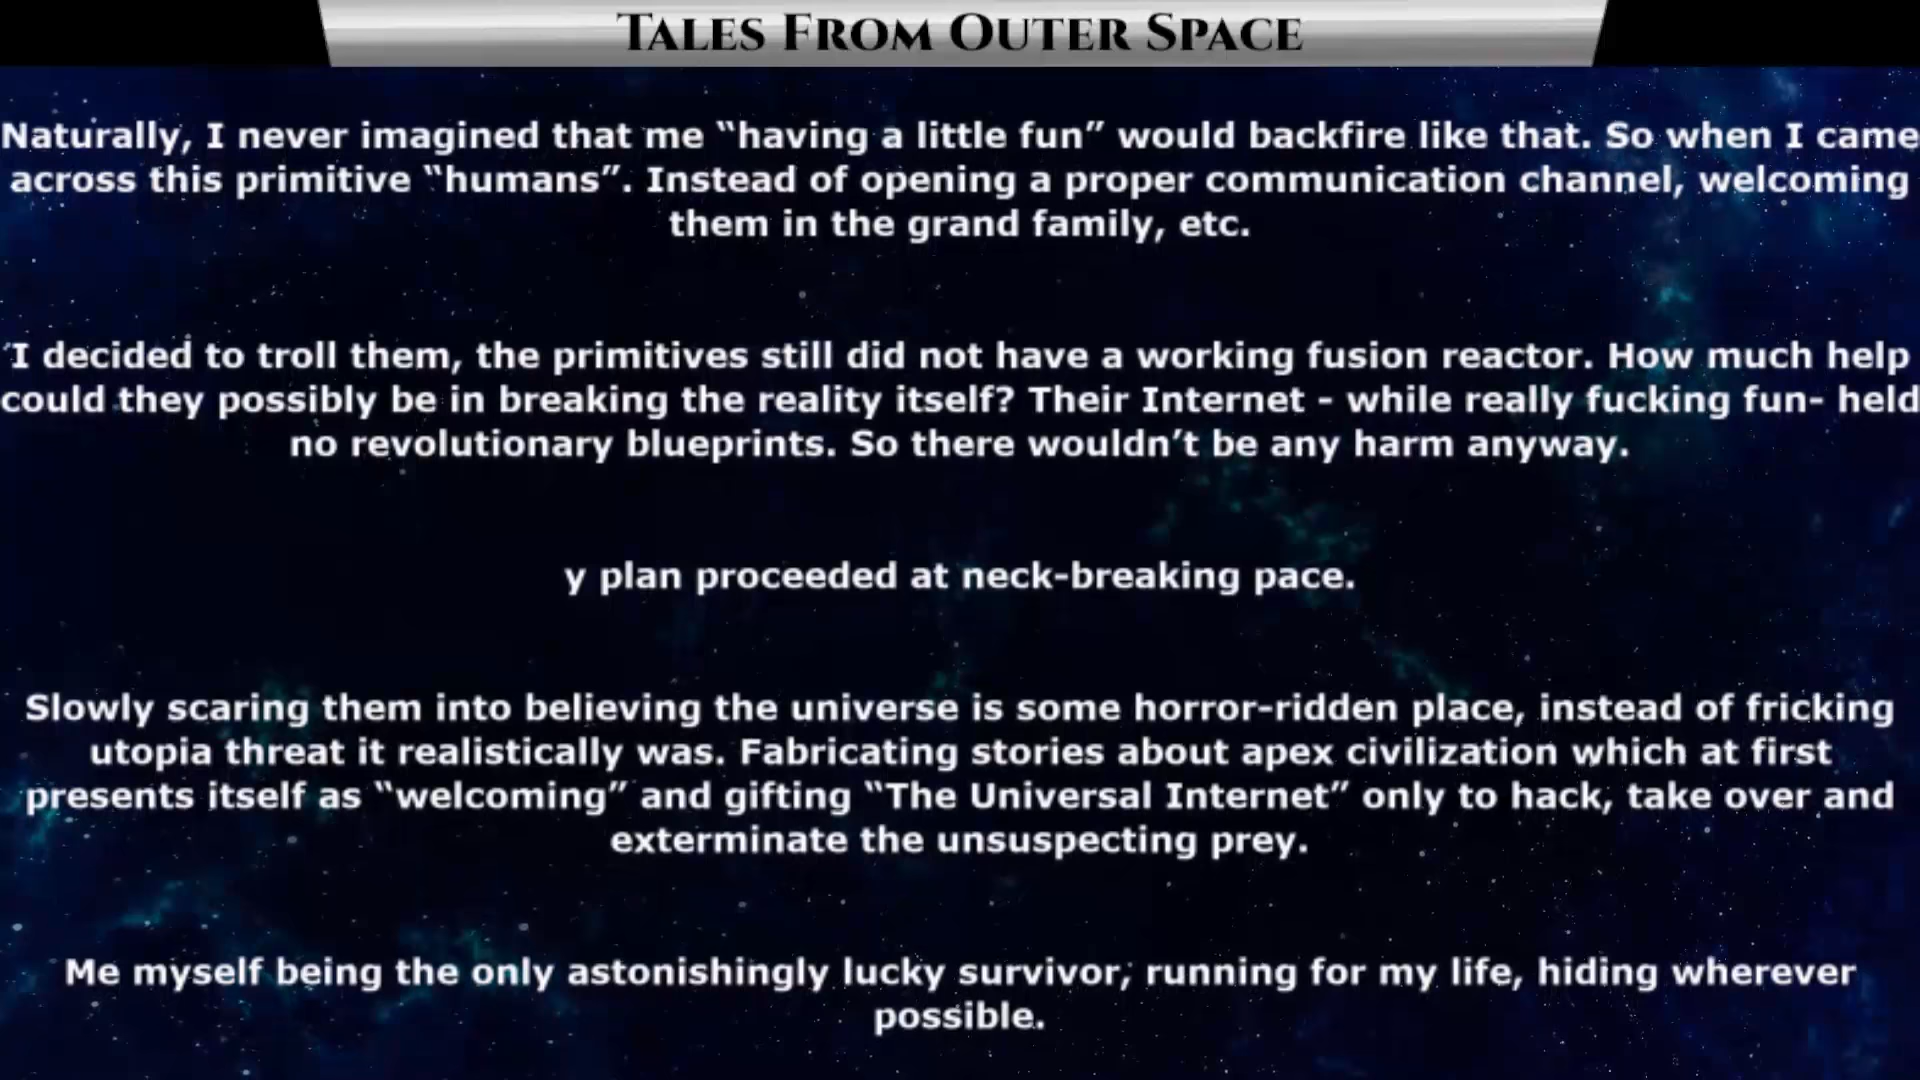 Tales From Outer Space
Naturally, I never imagined that me “having a little fun” would backfire like that. So when I came
across this primitive “humans”. Instead of opening a proper communication channel, welcoming
them in the grand family, etc.
I decided to troll them, the primitives still did not have a working fusion reactor. How much help
could they possibly be in breaking the reality itself? Their Internet - while really fucking fun- held
no revolutionary blueprints. So there wouldn’t be any harm anyway.
y plan proceeded at neck-breaking pace.
Slowly scaring them into believing the universe is some horror-ridden place, instead of fricking
utopia threat it realistically was. Fabricating stories about apex civilization which at first
presents itself as “welcoming” and gifting “The Universal Internet” only to hack, take over and
exterminate the unsuspecting prey.
Me myself being the only astonishingly lucky survivor, running for my life, hiding wherever
possible.